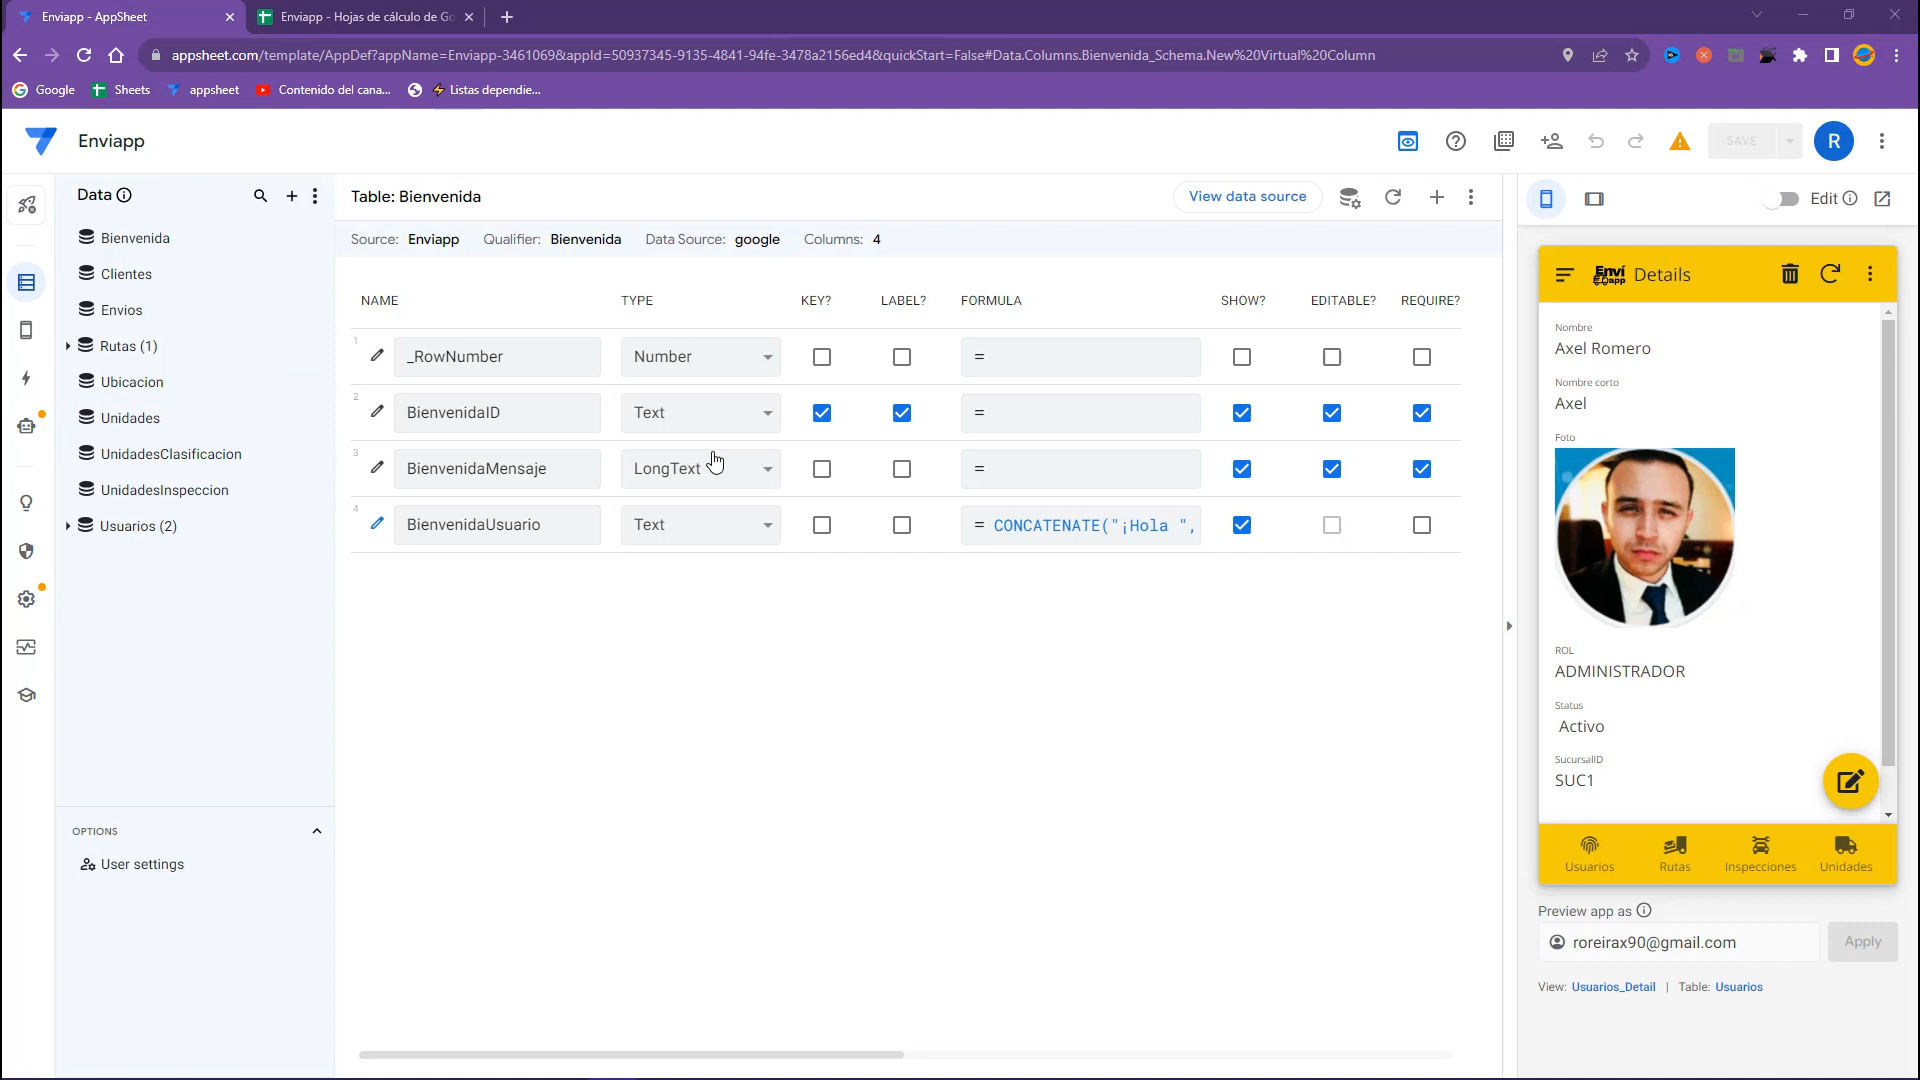 Enviapp - AppSheet
Enviapp - Hojas de cálculo de Go
appsheet.com/template/AppDef?appName=Enviapp-3461069&appId=50937345-9135-4841-94fe-3478a2156ed4&quickStart=False#Data.Columns.Bienvenida_Schema.New%20Virtual%20Column
Google
Sheets
appsheet
Contenido del cana...
Listas dependie...
Enviapp
SAVE
R
Data
Bienvenida
Clientes
Envios
Rutas (1)
Ubicacion
Unidades
UnidadesClasificacion
UnidadesInspeccion
Usuarios (2)
OPTIONS
User settings
Table: Bienvenida
View data source
Source: Enviapp Qualifier: Bienvenida Data Source: google Columns: 4
NAME TYPE KEY? LABEL? FORMULA SHOW? EDITABLE? REQUIRE?
1 _RowNumber Number =
2 BienvenidaID Text =
3 BienvenidaMensaje LongText =
4 BienvenidaUsuario Text = CONCATENATE("¡Hola ",
Edit
Enví app Details
Nombre
Axel Romero
Nombre corto
Axel
Foto
ROL
ADMINISTRADOR
Status
Activo
SucursalID
SUC1
Usuarios Rutas Inspecciones Unidades
Preview app as
roreirax90@gmail.com
Apply
View: Usuarios_Detail | Table: Usuarios